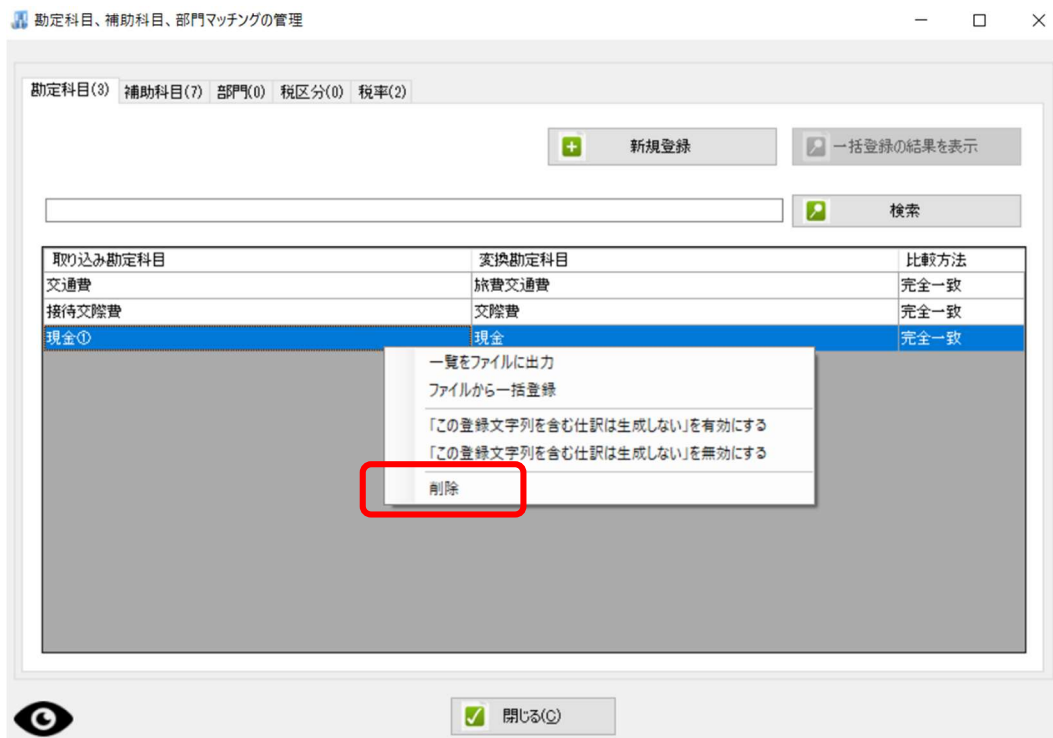 勘定科目、補助科目、部門マッチングの管理
勘定科目(3) 補助科目(7) 部門(0) 税区分(0) 税率(2)
新規登録 一括登録の結果を表示
検索
取り込み勘定科目 変換勘定科目 比較方法
交通費 旅費交通費 完全一致
接待交際費 交際費 完全一致
現金① 現金 完全一致
一覧をファイルに出力
ファイルから一括登録
「この登録文字列を含む仕訳は生成しない」を有効にする
「この登録文字列を含む仕訳は生成しない」を無効にする
削除
閉じる(C)